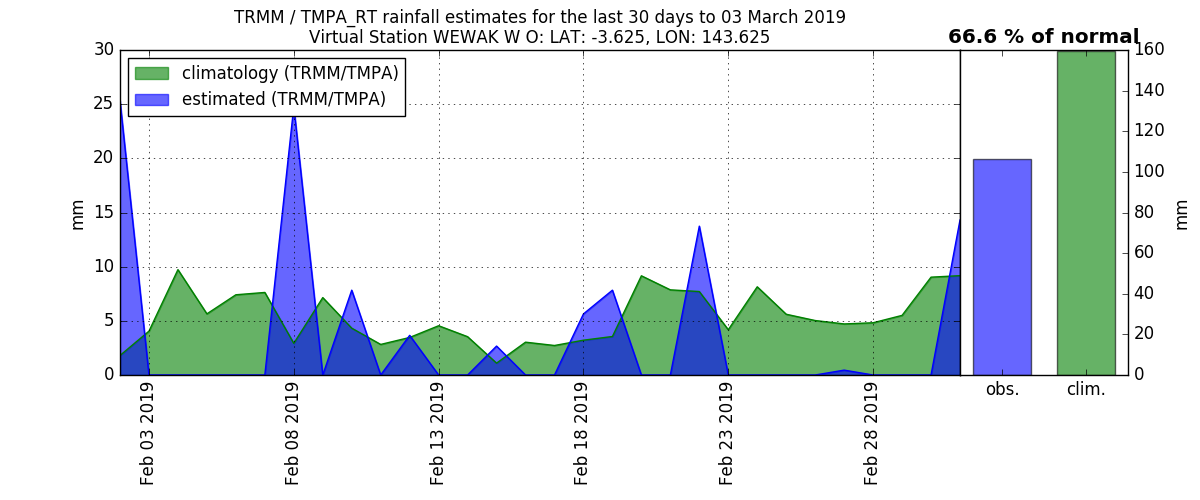 TRMM / TMPA_RT rainfall estimates for the last 30 days to 03 March 2019
Virtual Station WEWAK W O: LAT: -3.625, LON: 143.625
66.6 % of normal
climatology (TRMM/TMPA)
estimated (TRMM/TMPA)
30
25
20
15
10
5
0
mm
Feb 03 2019
Feb 08 2019
Feb 13 2019
Feb 18 2019
Feb 23 2019
Feb 28 2019
obs.
clim.
160
140
120
100
80
60
40
20
0
mm